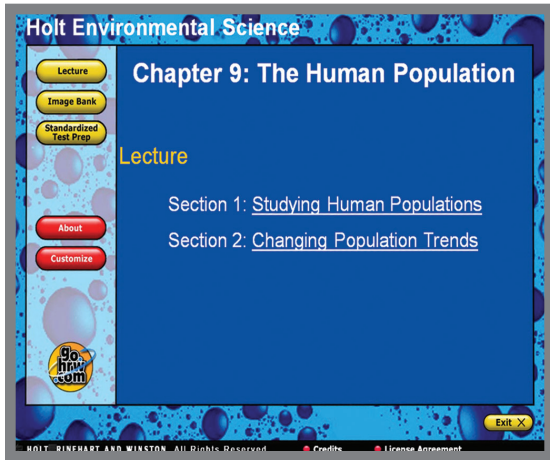 Holt Environmental Science
Lecture
Image Bank
Standardized
Test Prep
About
Customize
go.
hrw
.com
Chapter 9: The Human Population
Lecture
Section 1: Studying Human Populations
Section 2: Changing Population Trends
Exit X
HOLT, RINEHART AND WINSTON, All Rights Reserved
Credits
License Agreement